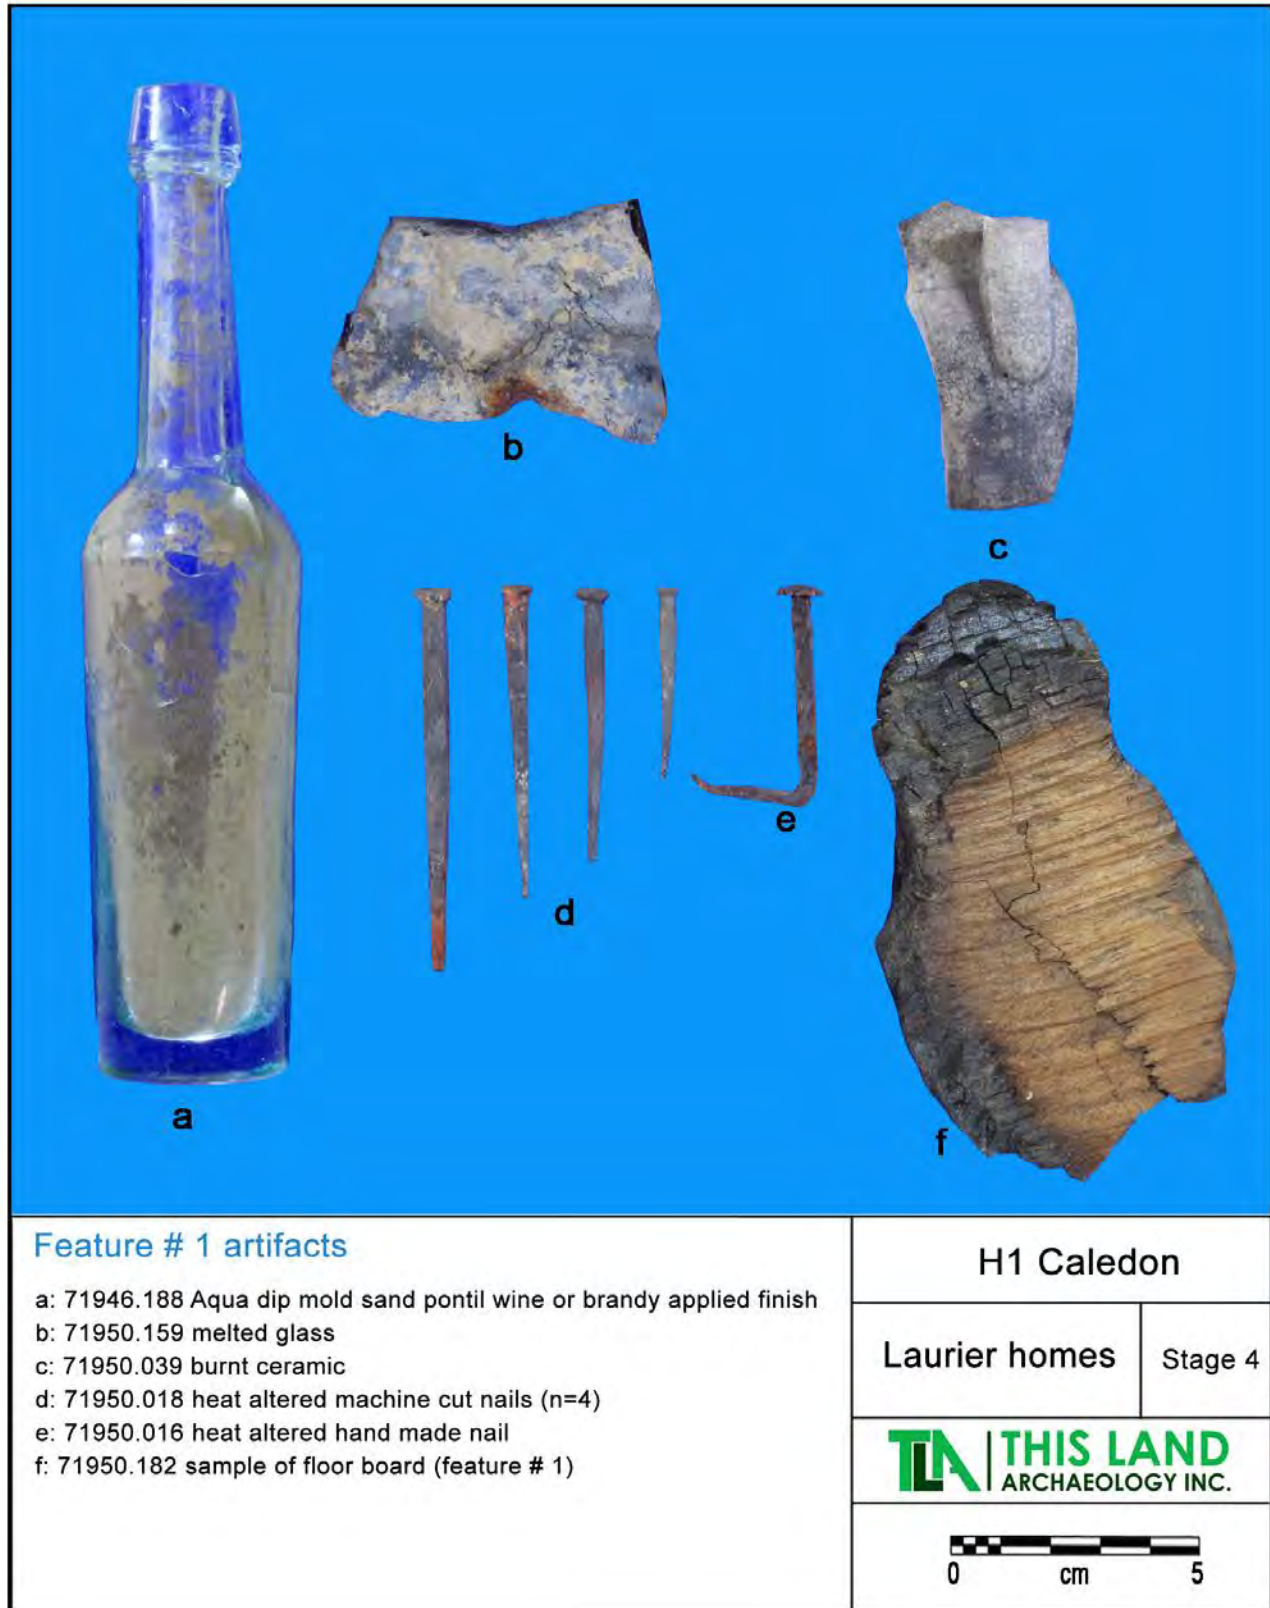 a
b
c
d
e
f
Feature # 1 artifacts
a: 71946.188 Aqua dip mold sand pontil wine or brandy applied finish
b: 71950.159 melted glass
c: 71950.039 burnt ceramic
d: 71950.018 heat altered machine cut nails (n=4)
e: 71950.016 heat altered hand made nail
f: 71950.182 sample of floor board (feature # 1)
H1 Caledon
Laurier homes
Stage 4
TLA THIS LAND
ARCHAEOLOGY INC.
0 cm 5